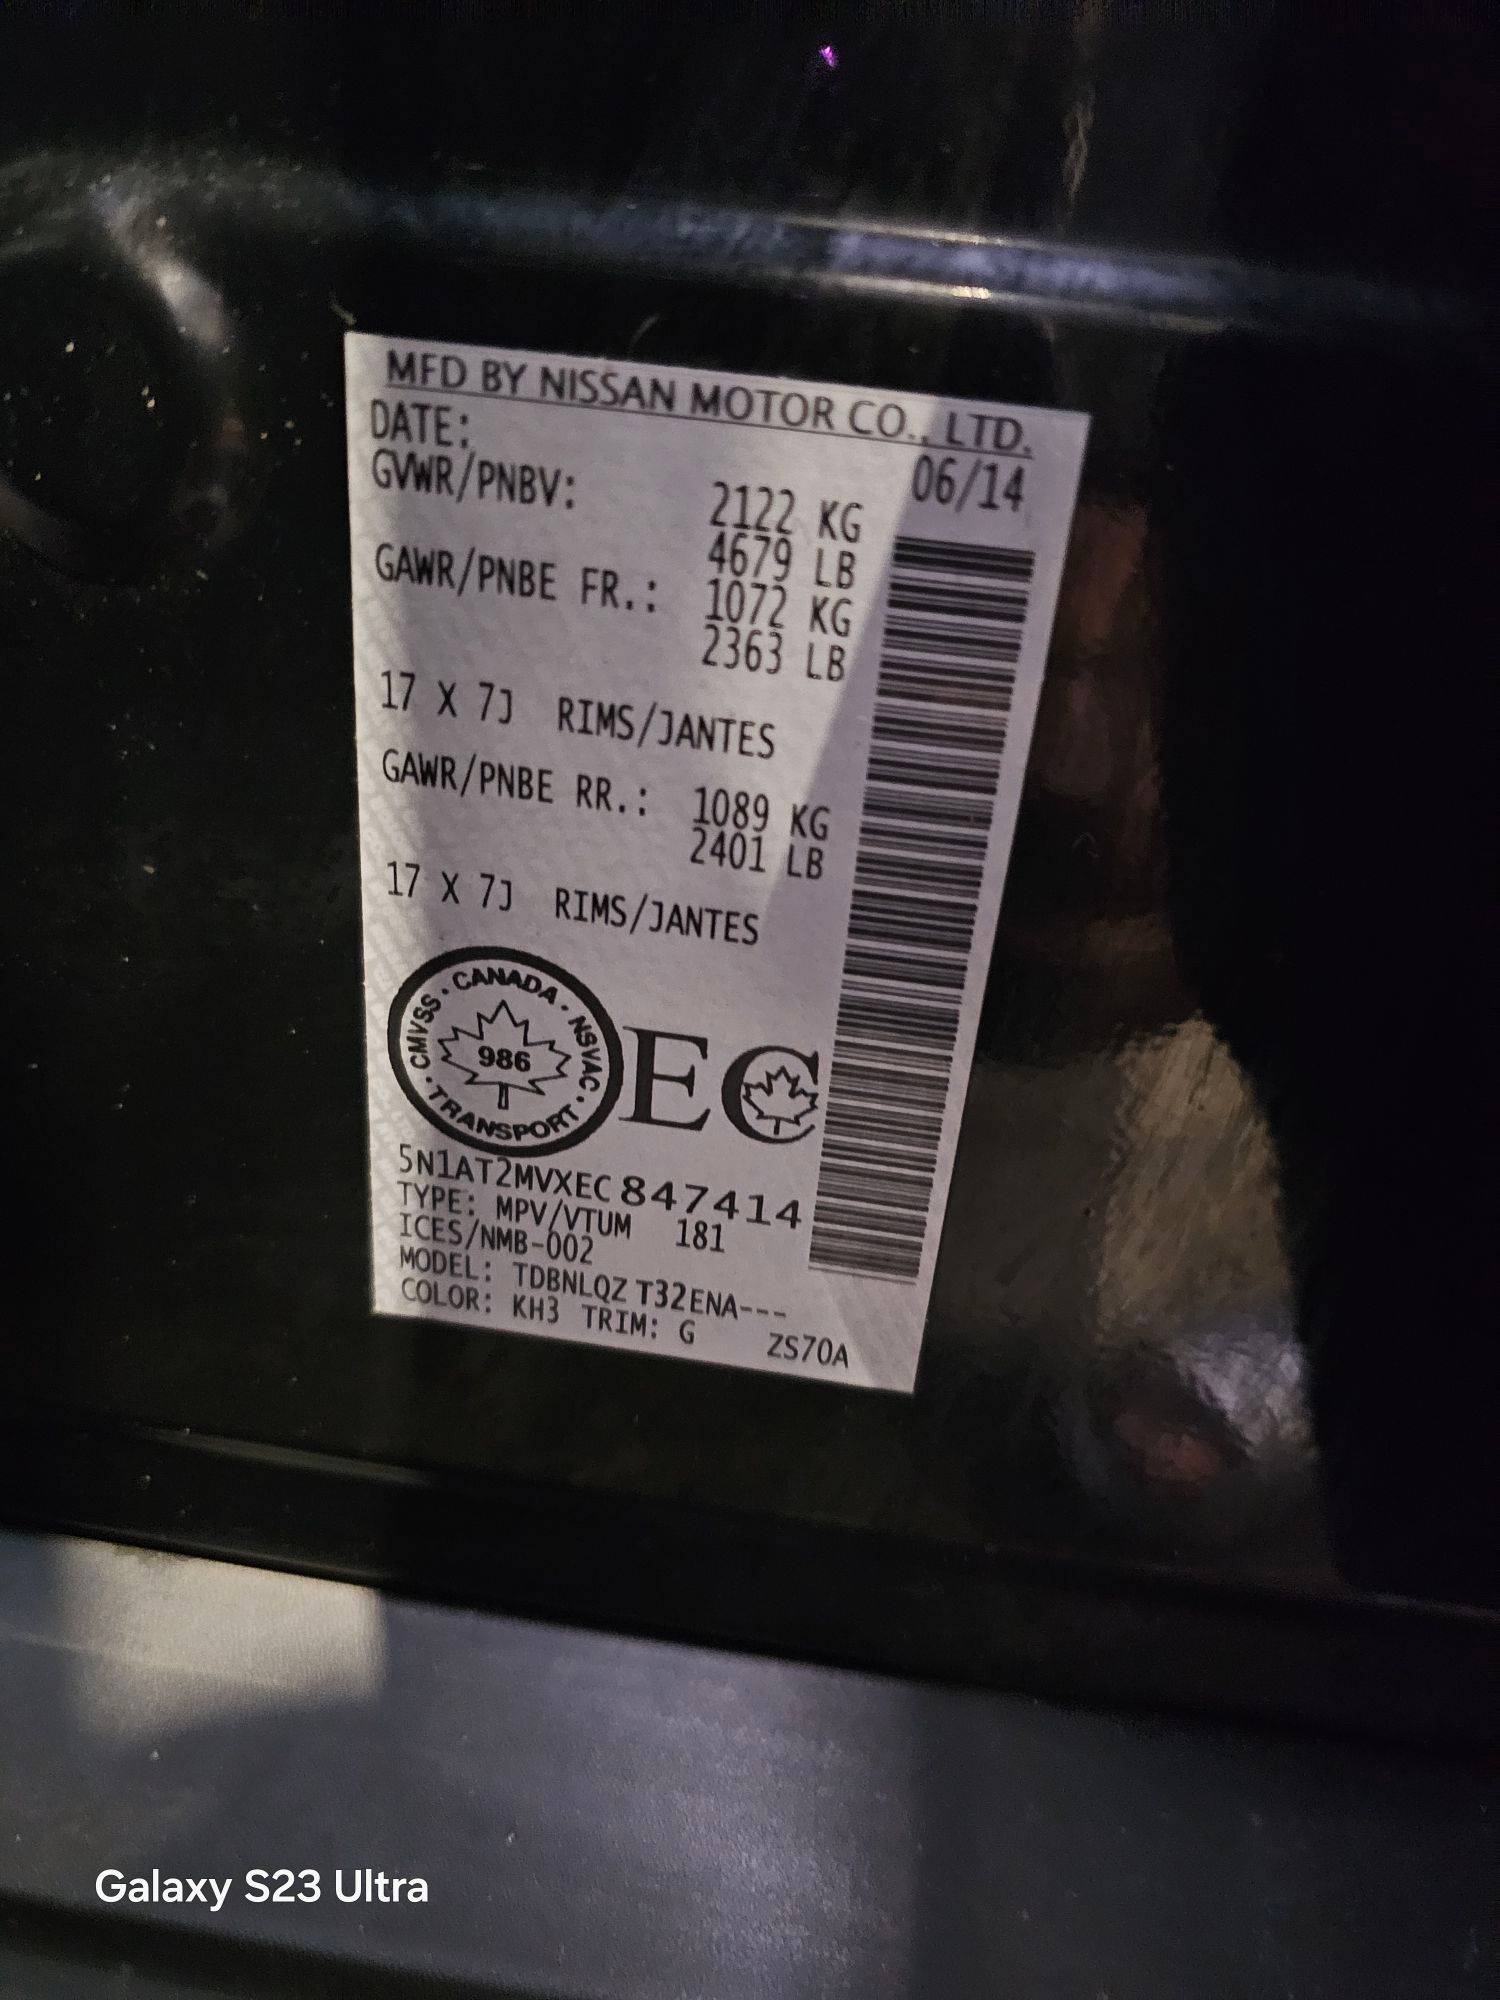 MFD BY NISSAN MOTOR CO., LTD.
DATE: 06/14
GVWR/PNBV: 2122 KG
4679 LB
GAWR/PNBE FR.: 1072 KG
2363 LB
17 X 7J RIMS/JANTES
GAWR/PNBE RR.: 1089 KG
2401 LB
17 X 7J RIMS/JANTES
CMVSS · CANADA · NSVAC · TRANSPORT ·
986
EC
5N1AT2MVXEC847414
TYPE: MPV/VTUM 181
ICES/NMB-002
MODEL: TDBNLQZ T32ENA---
COLOR: KH3 TRIM: G ZS70A
Galaxy S23 Ultra